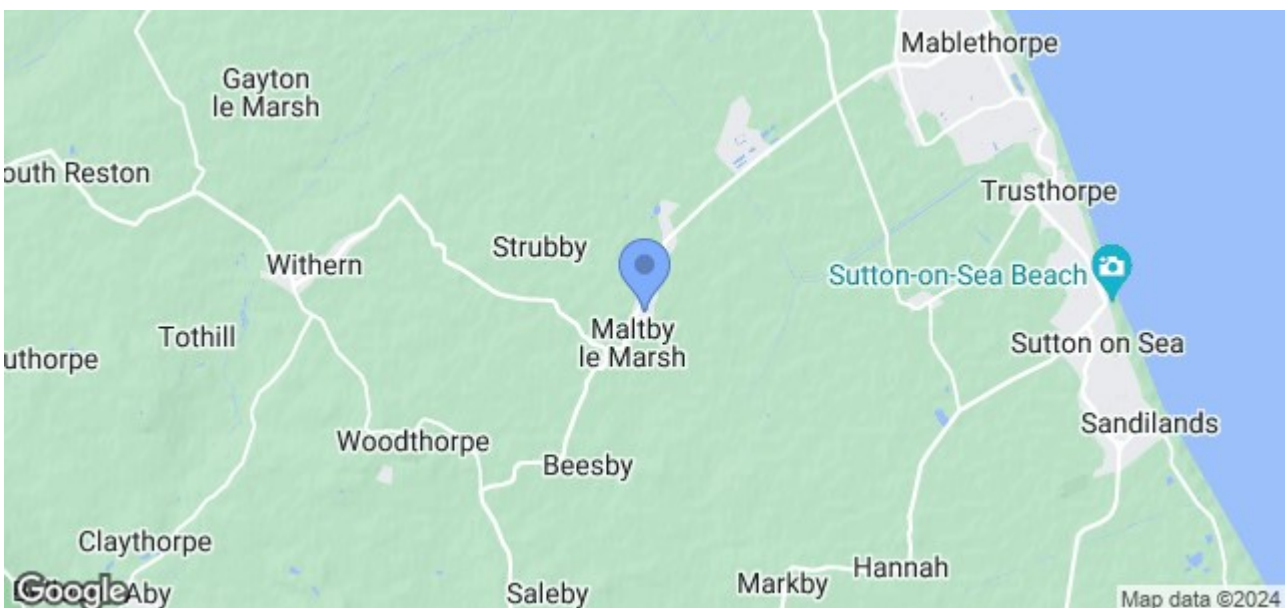 Mablethorpe
Gayton
le Marsh
outh Reston
Trusthorpe
Strubby
Withern
Sutton-on-Sea Beach
Tothill
Maltby
le Marsh
Sutton on Sea
uthorpe
Sandilands
Woodthorpe
Beesby
Claythorpe
Hannah
Markby
Google
Aby
Saleby
Map data ©2024